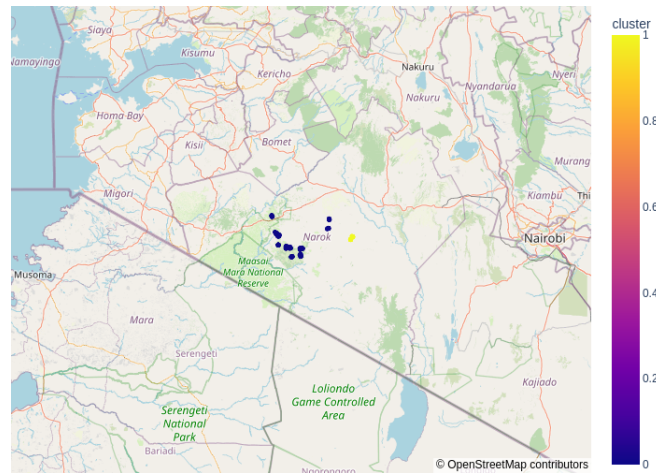 cluster
1
0.8
0.6
0.4
0.2
0
Siaya
Kisumu
Namayingo
Kericho
Nakuru
Nakuru
Nyandarua
Nyeri
Homa Bay
Kisii
Bomet
Murang
Migori
Kiambu
Thi
Narok
Nairobi
Maasai
Mara National
Reserve
Musoma
Mara
Serengeti
Kajiado
Loliondo
Game Controlled
Area
Serengeti
National
Park
Bariadi
Ngorongoro
© OpenStreetMap contributors